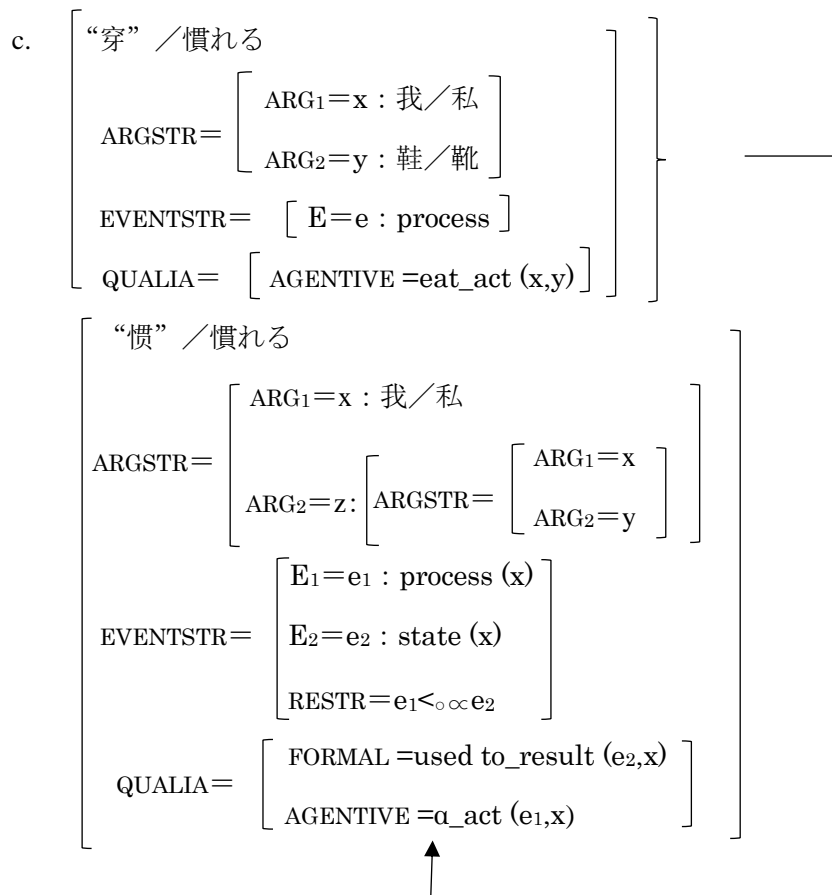 c. “穿”／慣れる
ARG1＝x：我／私
ARGSTR＝
ARG2＝y：鞋／靴
EVENTSTR＝ E＝e：process
QUALIA＝ AGENTIVE =eat_act (x,y)
“惯”／慣れる
ARG1＝x：我／私
ARG1＝x
ARGSTR＝
ARG2＝z: ARGSTR＝
ARG2＝y
E1＝e1：process (x)
EVENTSTR＝ E2＝e2：state (x)
RESTR＝e1<○∝e2
FORMAL =used to_result (e2,x)
QUALIA＝
AGENTIVE =α_act (e1,x)